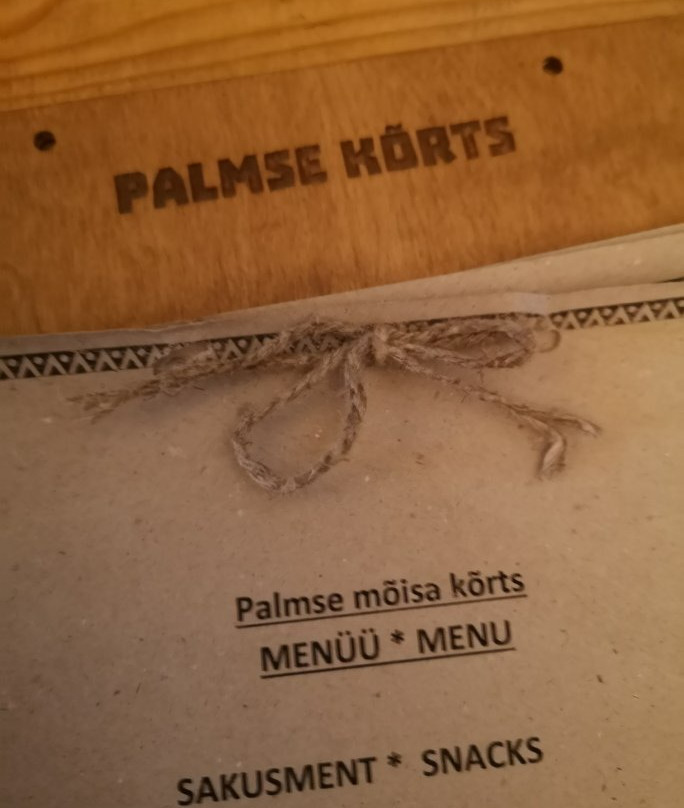 PALMSE KÕRTS
Palmse mõisa kõrts
MENÜÜ * MENU
SAKUSMENT * SNACKS